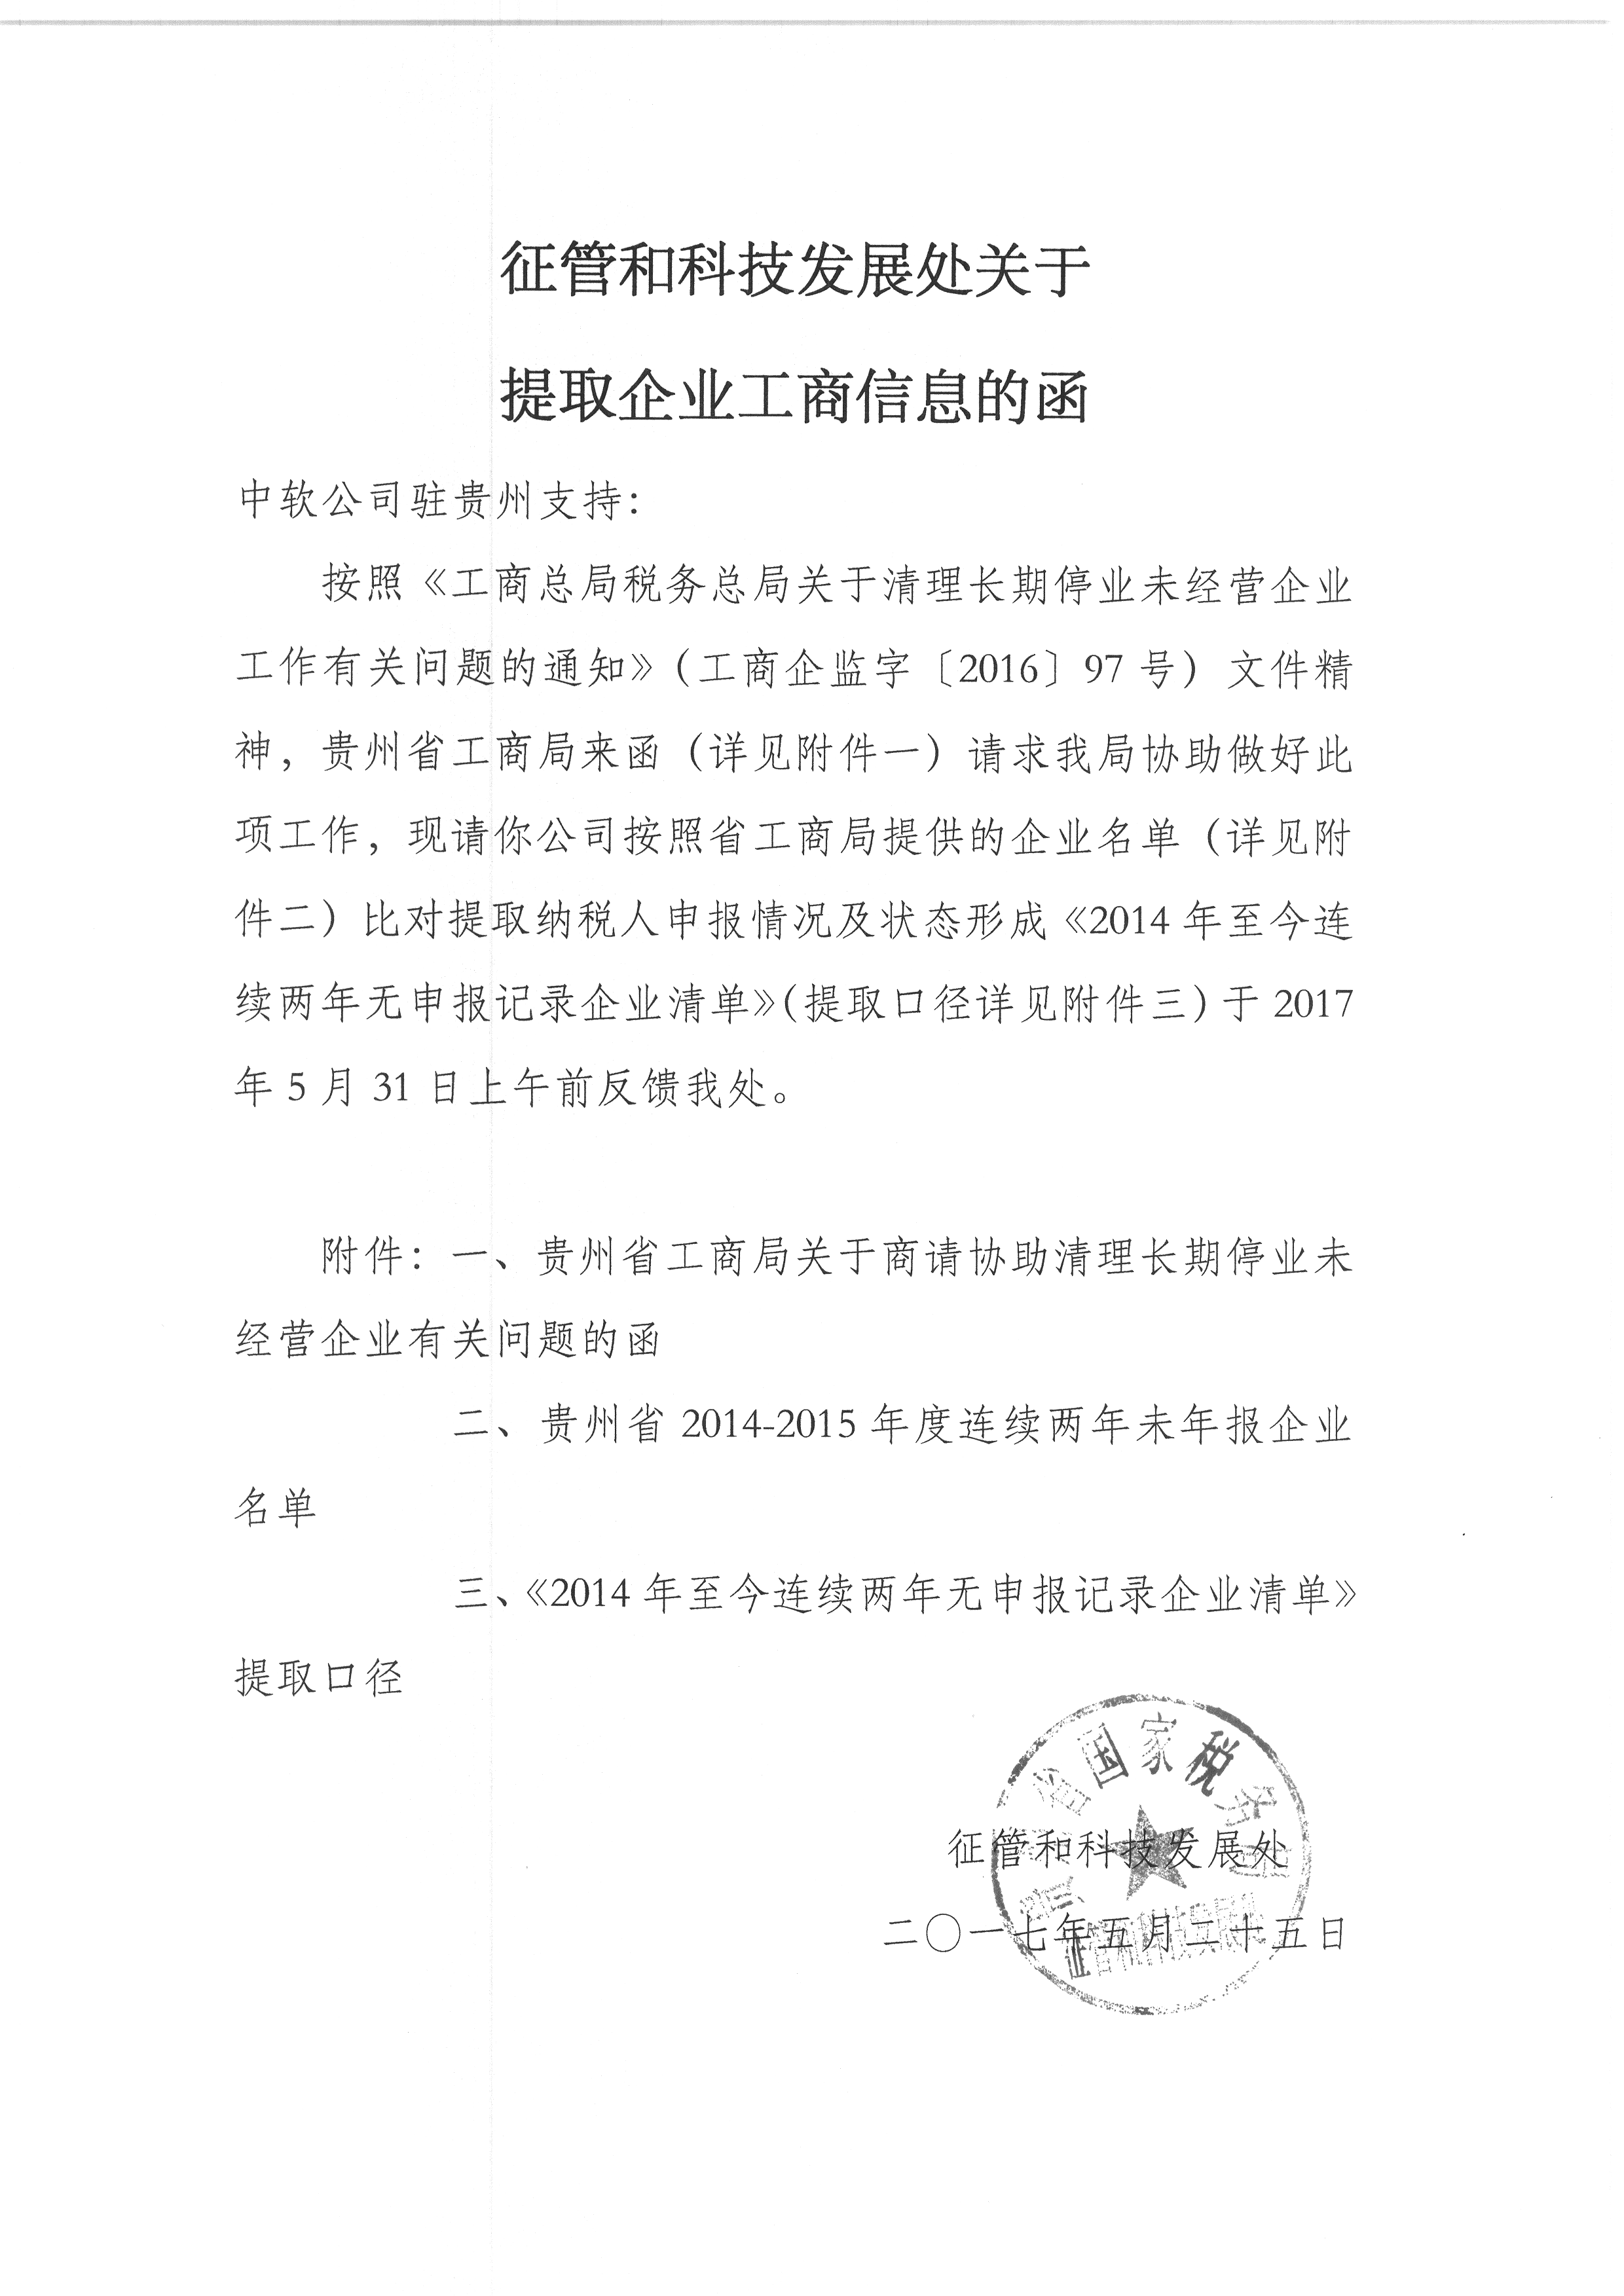 征管和科技发展处关于
提取企业工商信息的函
中软公司驻贵州支持：
按照《工商总局税务总局关于清理长期停业未经营企业
工作有关问题的通知》（工商企监字〔2016〕97 号）文件精
神，贵州省工商局来函（详见附件一）请求我局协助做好此
项工作，现请你公司按照省工商局提供的企业名单（详见附
件二）比对提取纳税人申报情况及状态形成《2014 年至今连
续两年无申报记录企业清单》（提取口径详见附件三）于 2017
年 5 月 31 日上午前反馈我处。
附件：一、贵州省工商局关于商请协助清理长期停业未
经营企业有关问题的函
二、贵州省 2014-2015 年度连续两年未年报企业
名单
三、《2014 年至今连续两年无申报记录企业清单》
提取口径
省国家税务局
征管和科技发展处
二〇一七年五月二十五日